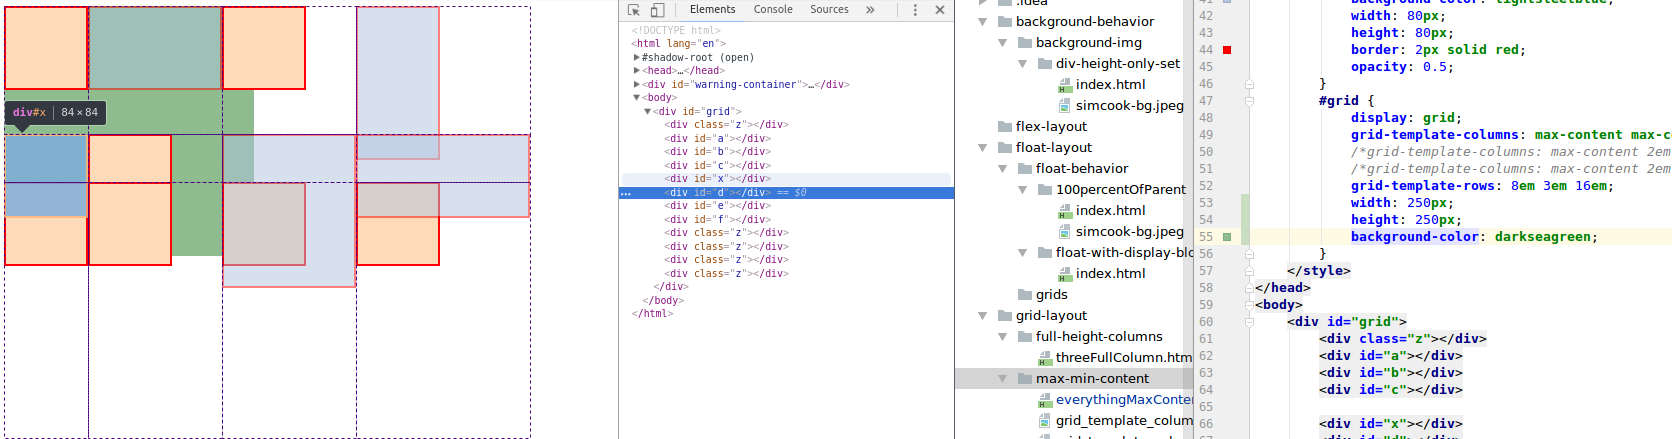 div#x | 84 × 84
Elements Console Sources »
<!DOCTYPE html>
<html lang="en">
#shadow-root (open)
<head>…</head>
<div id="warning-container">…</div>
<body>
<div id="grid">
<div class="z"></div>
<div id="a"></div>
<div id="b"></div>
<div id="c"></div>
<div id="x"></div>
… <div id="d"></div> == $0
<div id="e"></div>
<div id="f"></div>
<div class="z"></div>
<div class="z"></div>
<div class="z"></div>
<div class="z"></div>
</div>
</body>
</html>
.idea
background-behavior
background-img
div-height-only-set
index.html
simcook-bg.jpeg
flex-layout
float-layout
float-behavior
100percentOfParent
index.html
simcook-bg.jpeg
float-with-display-blo
index.html
grids
grid-layout
full-height-columns
threeFullColumn.htm
max-min-content
everythingMaxConte
grid_template_colum
41 background-color: lightsteelblue;
42 width: 80px;
43 height: 80px;
44 border: 2px solid red;
45 opacity: 0.5;
46 }
47 #grid {
48 display: grid;
49 grid-template-columns: max-content max-c
50 /*grid-template-columns: max-content 2em
51 /*grid-template-columns: max-content 2em
52 grid-template-rows: 8em 3em 16em;
53 width: 250px;
54 height: 250px;
55 background-color: darkseagreen;
56 }
57 </style>
58 </head>
59 <body>
60 <div id="grid">
61 <div class="z"></div>
62 <div id="a"></div>
63 <div id="b"></div>
64 <div id="c"></div>
65
66 <div id="x"></div>